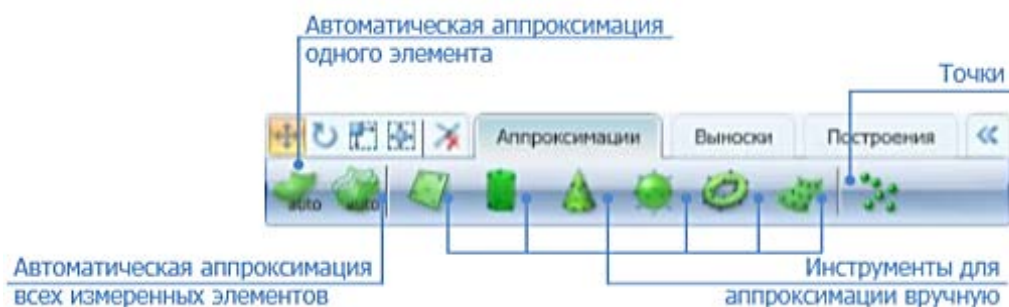 Автоматическая аппроксимация
одного элемента
Точки
Аппроксимации
Выноски
Построения
auto
auto
Автоматическая аппроксимация
всех измеренных элементов
Инструменты для
аппроксимации вручную